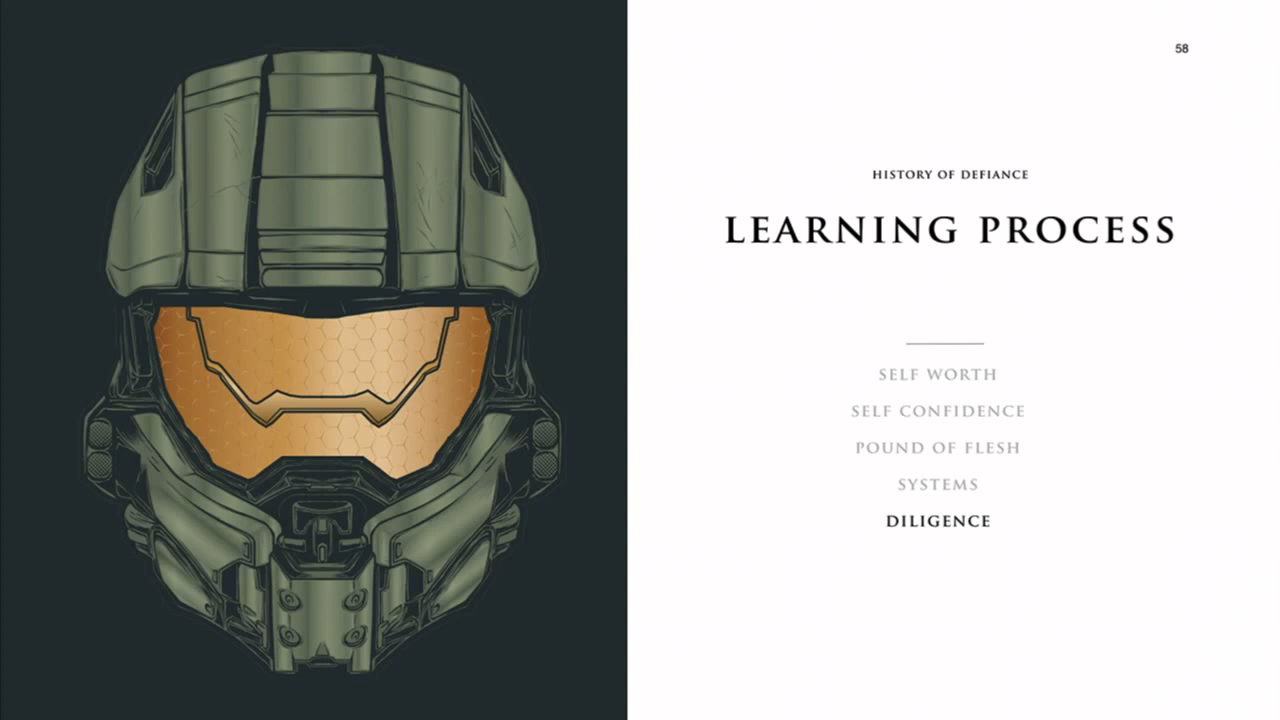 58
HISTORY OF DEFIANCE
LEARNING PROCESS
SELF WORTH
SELF CONFIDENCE
POUND OF FLESH
SYSTEMS
DILIGENCE